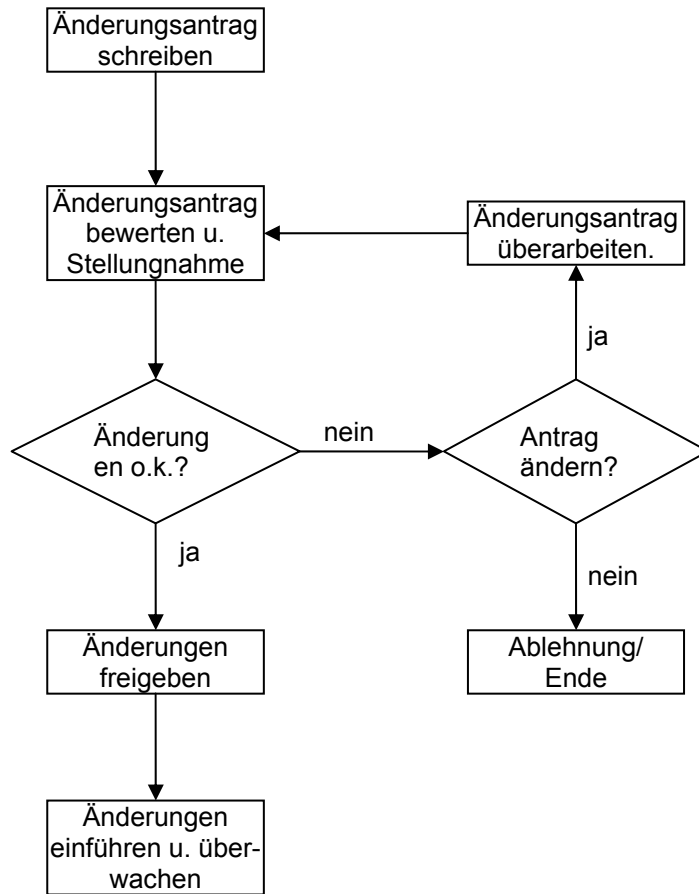 Änderungsantrag
schreiben
Änderungsantrag
bewerten u.
Stellungnahme
Änderungsantrag
überarbeiten.
ja
Änderung
en o.k.?
nein
Antrag
ändern?
ja
nein
Änderungen
freigeben
Ablehnung/
Ende
Änderungen
einführen u. über-
wachen